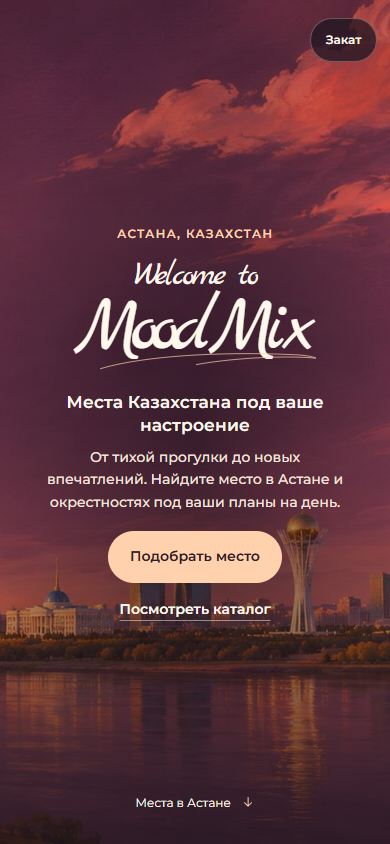 Закат
АСТАНА, КАЗАХСТАН
Welcome to
MoodMix
Места Казахстана под ваше
настроение
От тихой прогулки до новых
впечатлений. Найдите место в Астане и
окрестностях под ваши планы на день.
Подобрать место
Посмотреть каталог
Места в Астане ↓